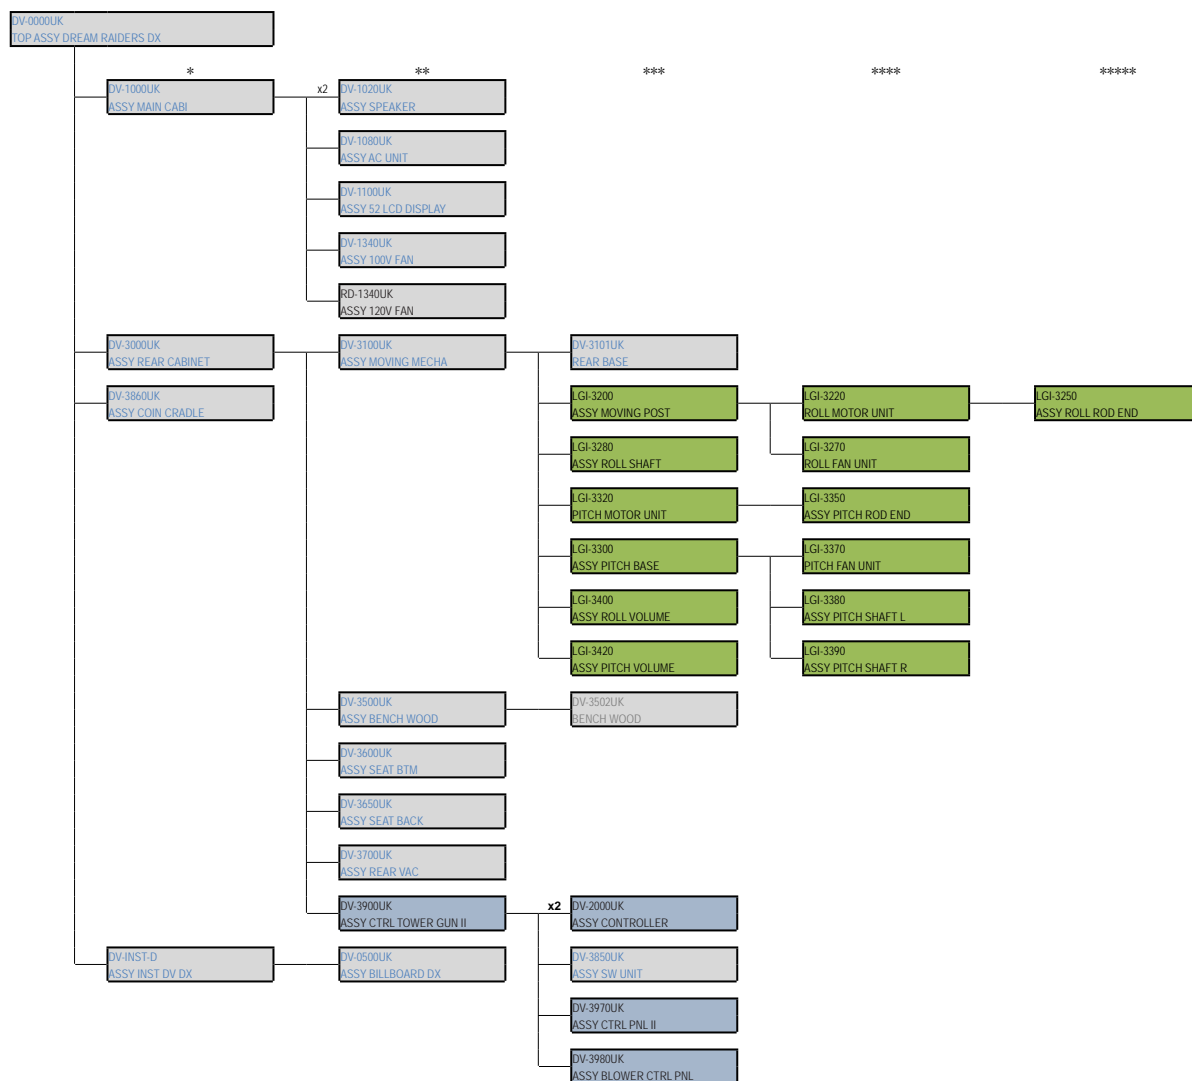 DV-0000UK
TOP ASSY DREAM RAIDERS DX
* ** *** **** *****
DV-1000UK
ASSY MAIN CABI
x2
DV-1020UK
ASSY SPEAKER
DV-1080UK
ASSY AC UNIT
DV-1100UK
ASSY 52 LCD DISPLAY
DV-1340UK
ASSY 100V FAN
RD-1340UK
ASSY 120V FAN
DV-3000UK
ASSY REAR CABINET
DV-3100UK
ASSY MOVING MECHA
DV-3101UK
REAR BASE
DV-3860UK
ASSY COIN CRADLE
LGI-3200
ASSY MOVING POST
LGI-3220
ROLL MOTOR UNIT
LGI-3250
ASSY ROLL ROD END
LGI-3280
ASSY ROLL SHAFT
LGI-3270
ROLL FAN UNIT
LGI-3320
PITCH MOTOR UNIT
LGI-3350
ASSY PITCH ROD END
LGI-3300
ASSY PITCH BASE
LGI-3370
PITCH FAN UNIT
LGI-3400
ASSY ROLL VOLUME
LGI-3380
ASSY PITCH SHAFT L
LGI-3420
ASSY PITCH VOLUME
LGI-3390
ASSY PITCH SHAFT R
DV-3500UK
ASSY BENCH WOOD
DV-3502UK
BENCH WOOD
DV-3600UK
ASSY SEAT BTM
DV-3650UK
ASSY SEAT BACK
DV-3700UK
ASSY REAR VAC
DV-3900UK
ASSY CTRL TOWER GUN II
x2
DV-2000UK
ASSY CONTROLLER
DV-INST-D
ASSY INST DV DX
DV-0500UK
ASSY BILLBOARD DX
DV-3850UK
ASSY SW UNIT
DV-3970UK
ASSY CTRL PNL II
DV-3980UK
ASSY BLOWER CTRL PNL